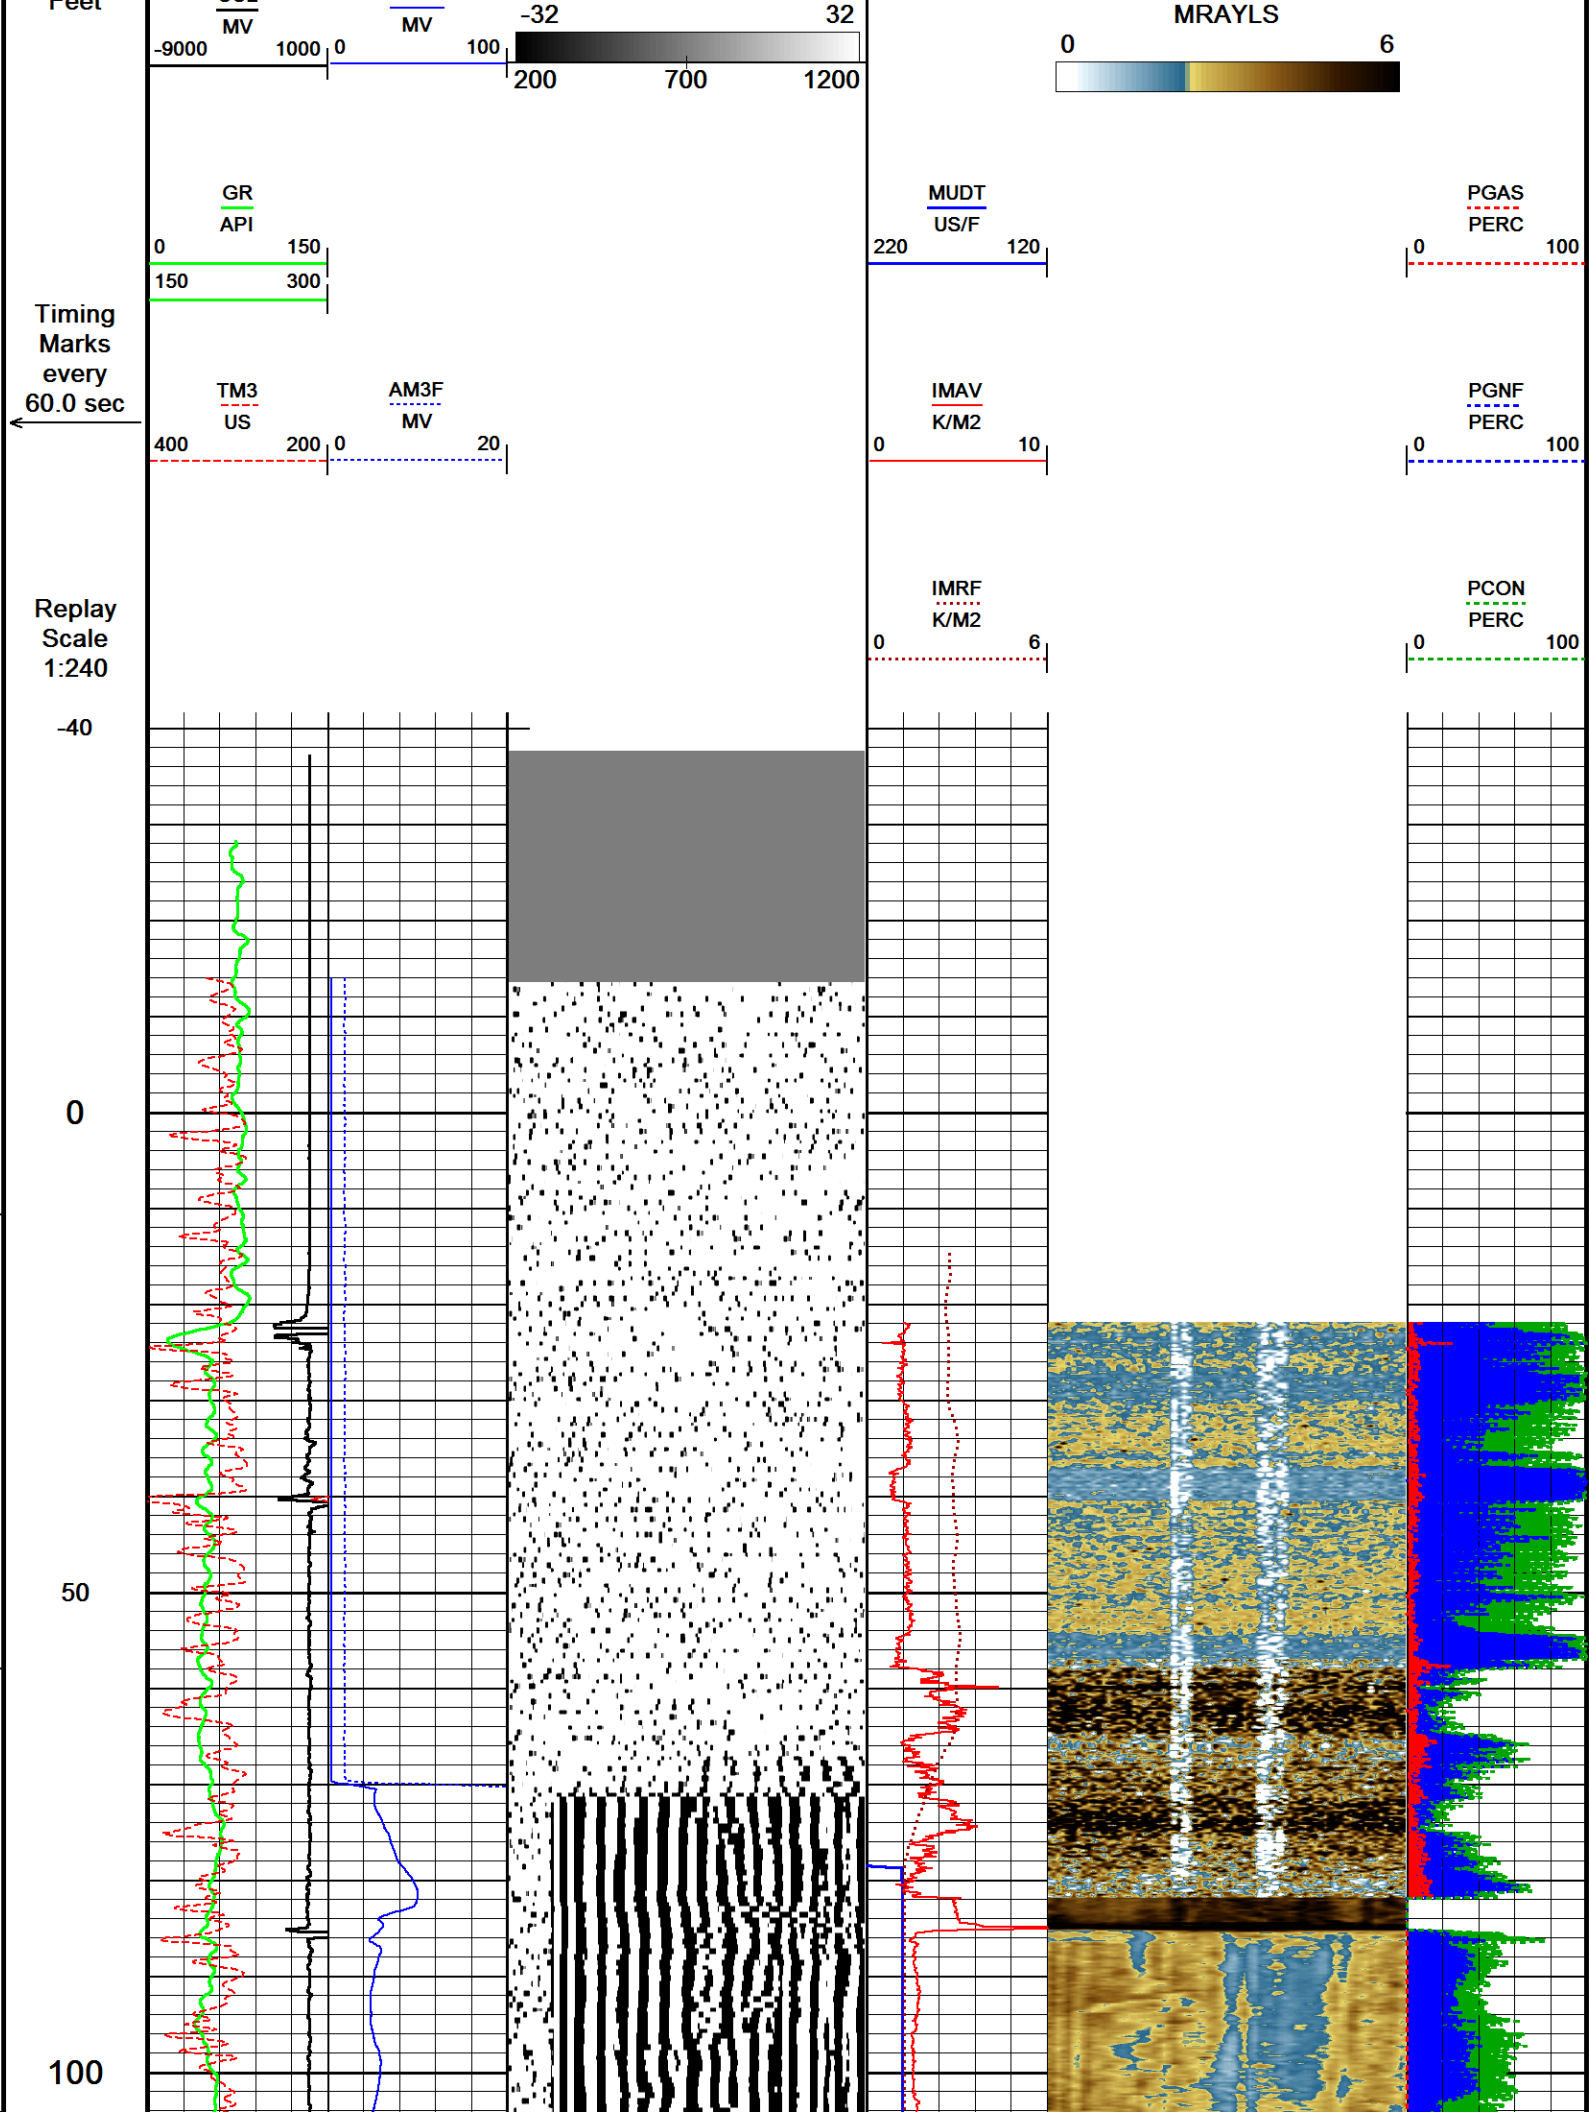 Feet
MV
-9000 1000
MV
0 100
-32 32
200 700 1200
MRAYLS
0 6
GR
API
0 150
150 300
MUDT
US/F
220 120
PGAS
PERC
0 100
Timing
Marks
every
60.0 sec
TM3
US
400 200
AM3F
MV
0 20
IMAV
K/M2
0 10
PGNF
PERC
0 100
Replay
Scale
1:240
IMRF
K/M2
0 6
PCON
PERC
0 100
-40
0
50
100